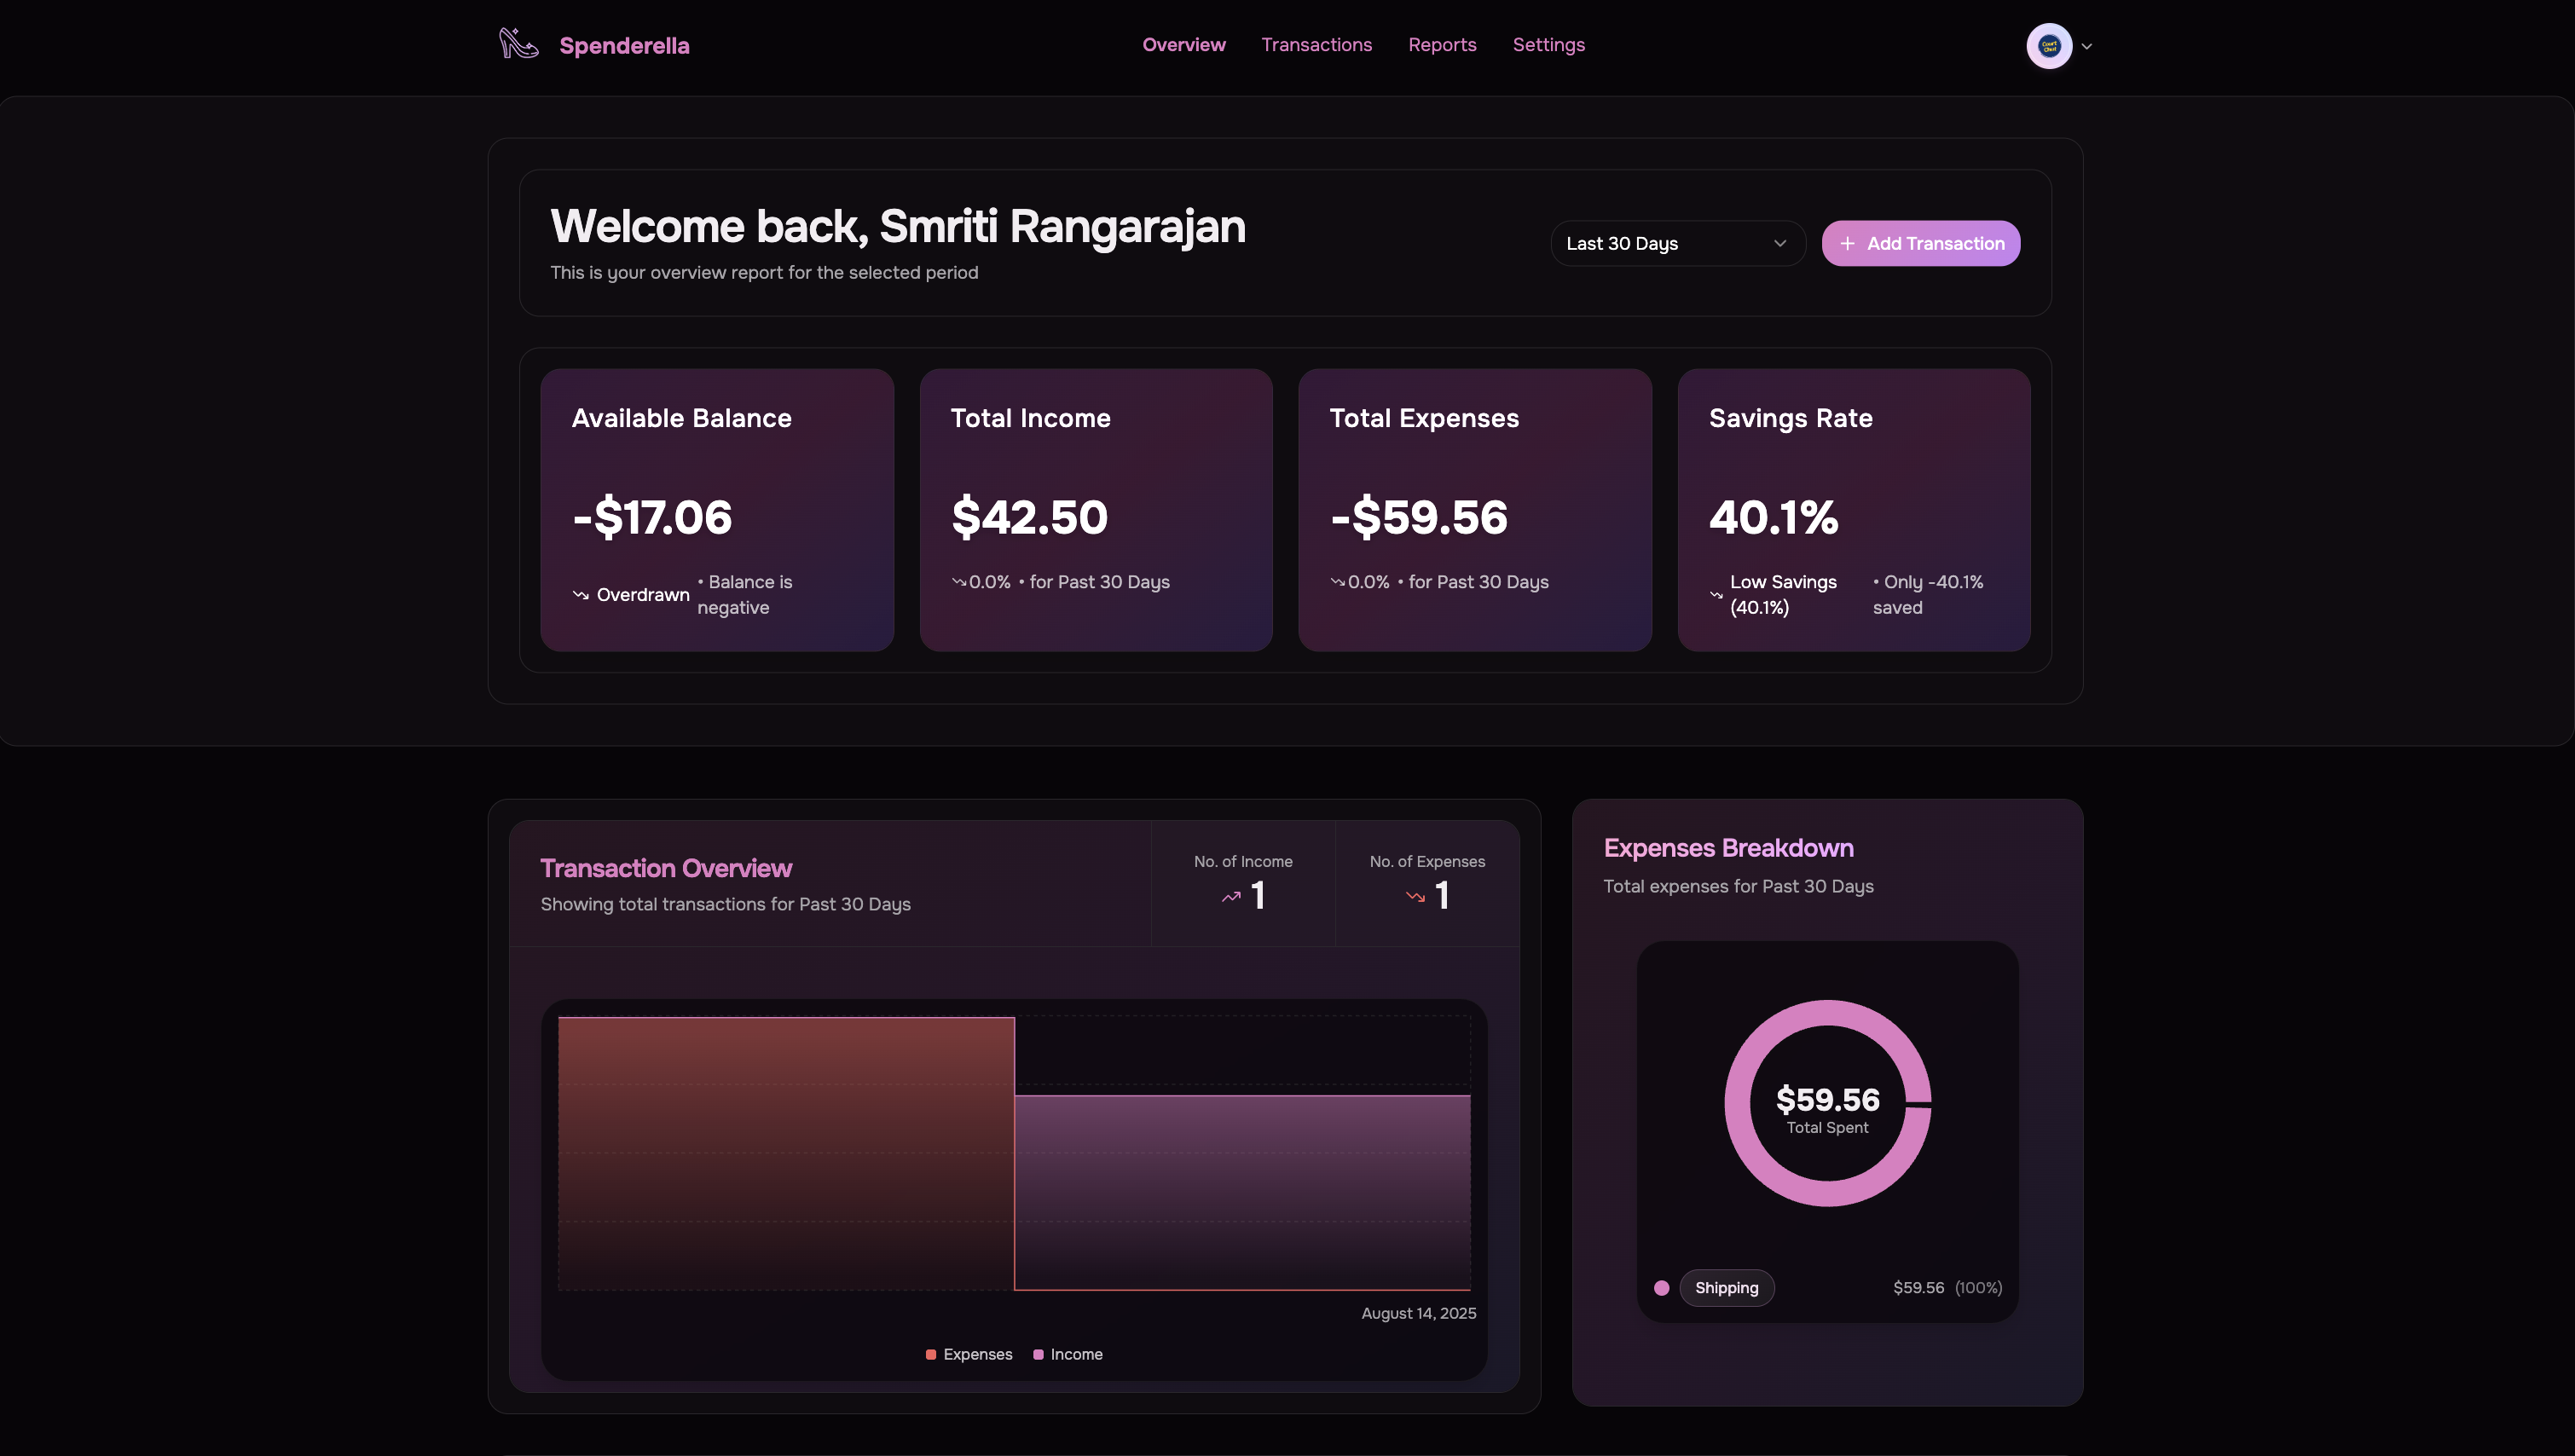 Spenderella
Overview
Transactions
Reports
Settings
Court
Chat
Welcome back, Smriti Rangarajan
This is your overview report for the selected period
Last 30 Days
Add Transaction
Available Balance
-$17.06
Overdrawn
• Balance is
negative
Total Income
$42.50
0.0% • for Past 30 Days
Total Expenses
-$59.56
0.0% • for Past 30 Days
Savings Rate
40.1%
Low Savings
(40.1%)
• Only -40.1%
saved
Transaction Overview
Showing total transactions for Past 30 Days
No. of Income
1
No. of Expenses
1
August 14, 2025
Expenses
Income
Expenses Breakdown
Total expenses for Past 30 Days
$59.56
Total Spent
Shipping
$59.56 (100%)